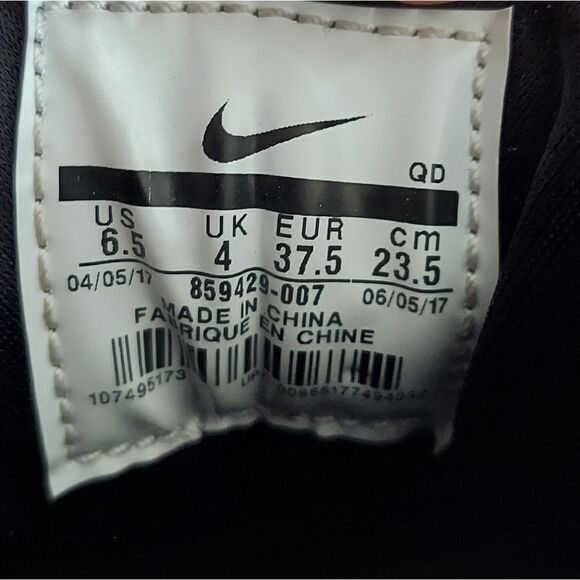 QD
US UK EUR cm
6.5 4 37.5 23.5
04/05/17 859429-007 06/05/17
MADE IN CHINA
FABRIQUE EN CHINE
107495173